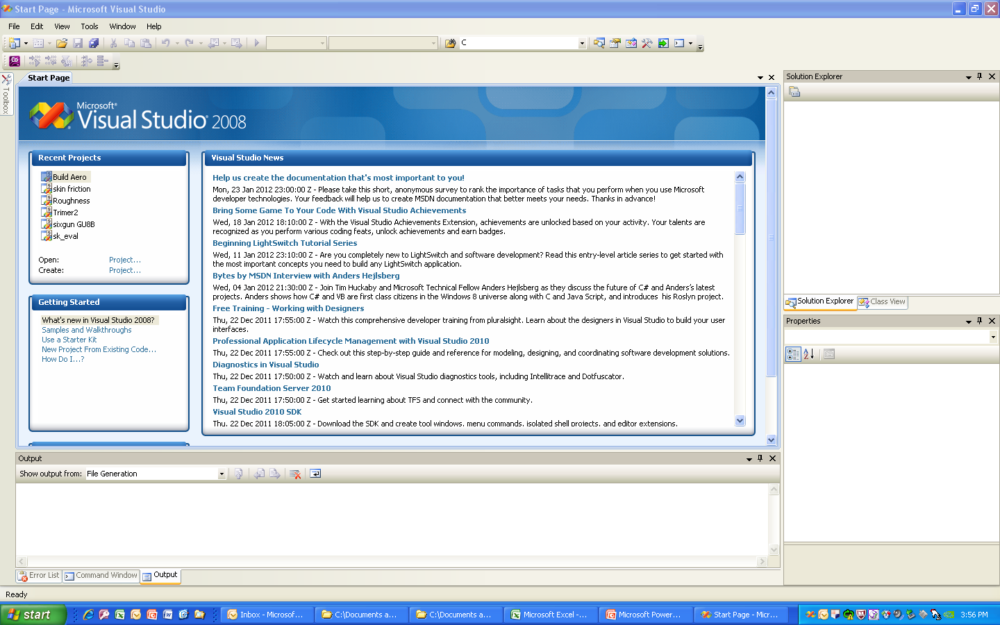 Start Page - Microsoft Visual Studio
File Edit View Tools Window Help
C
Toolbox
Start Page
Microsoft®
Visual Studio® 2008
Recent Projects
Build Aero
skin friction
Roughness
Trimer2
sixgun GU8B
sk_eval
Open: Project...
Create: Project...
Getting Started
What's new in Visual Studio 2008?
Samples and Walkthroughs
Use a Starter Kit
New Project From Existing Code...
How Do I...?
Visual Studio News
Help us create the documentation that's most important to you!
Mon, 23 Jan 2012 23:00:00 Z - Please take this short, anonymous survey to rank the importance of tasks that you perform when you use Microsoft
developer technologies. Your feedback will help us to create MSDN documentation that better meets your needs. Thanks in advance!
Bring Some Game To Your Code With Visual Studio Achievements
Wed, 18 Jan 2012 18:10:00 Z - With the Visual Studio Achievements Extension, achievements are unlocked based on your activity. Your talents are
recognized as you perform various coding feats, unlock achievements and earn badges.
Beginning LightSwitch Tutorial Series
Wed, 11 Jan 2012 23:10:00 Z - Are you completely new to LightSwitch and software development? Read this entry-level article series to get started with
the most important concepts you need to build any LightSwitch application.
Bytes by MSDN Interview with Anders Hejlsberg
Wed, 04 Jan 2012 21:30:00 Z - Join Tim Huckaby and Microsoft Technical Fellow Anders Hejlsberg as they discuss the future of C# and Anders's latest
projects. Anders shows how C# and VB are first class citizens in the Windows 8 universe along with C and Java Script, and introduces his Roslyn project.
Free Training - Working with Designers
Thu, 22 Dec 2011 17:55:00 Z - Watch this comprehensive developer training from pluralsight. Learn about the designers in Visual Studio to build your user
interfaces.
Professional Application Lifecycle Management with Visual Studio 2010
Thu, 22 Dec 2011 17:55:00 Z - Check out this step-by-step guide and reference for modeling, designing, and coordinating software development solutions.
Diagnostics in Visual Studio
Thu, 22 Dec 2011 17:50:00 Z - Watch and learn about Visual Studio diagnostics tools, including Intellitrace and Dotfuscator.
Team Foundation Server 2010
Thu, 22 Dec 2011 17:50:00 Z - Get started learning about TFS and connect with the community.
Visual Studio 2010 SDK
Thu, 22 Dec 2011 18:05:00 Z - Download the SDK and create tool windows, menu commands, isolated shell projects, and editor extensions.
Solution Explorer
Solution Explorer Class View
Properties
Output
Show output from: File Generation
Error List Command Window Output
Ready
start Inbox - Microsof... C:\Documents a... C:\Documents a... Microsoft Excel -... Microsoft Power... Start Page - Micr... 3:56 PM